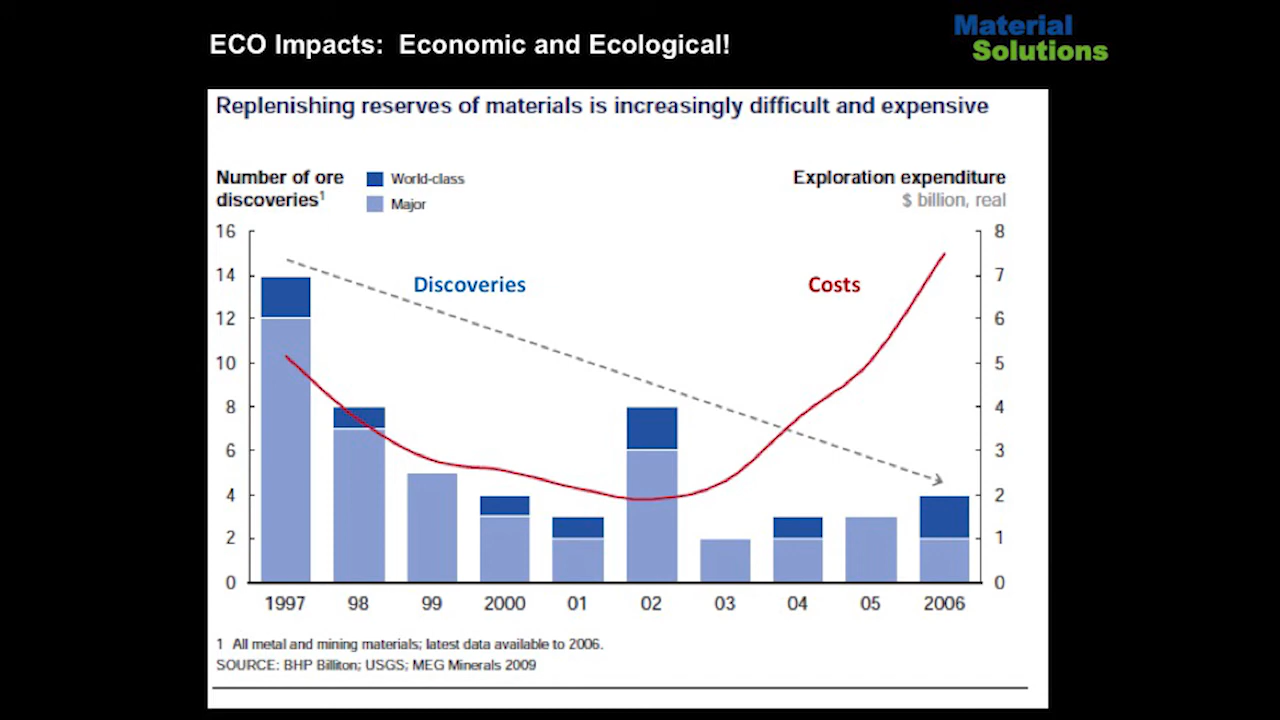 ECO Impacts: Economic and Ecological!
Material
Solutions
Replenishing reserves of materials is increasingly difficult and expensive
Number of ore
discoveries1
World-class
Major
Exploration expenditure
$ billion, real
16
14
12
10
8
6
4
2
0
Discoveries
Costs
8
7
6
5
4
3
2
1
0
1997 98 99 2000 01 02 03 04 05 2006
1 All metal and mining materials; latest data available to 2006.
SOURCE: BHP Billiton; USGS; MEG Minerals 2009